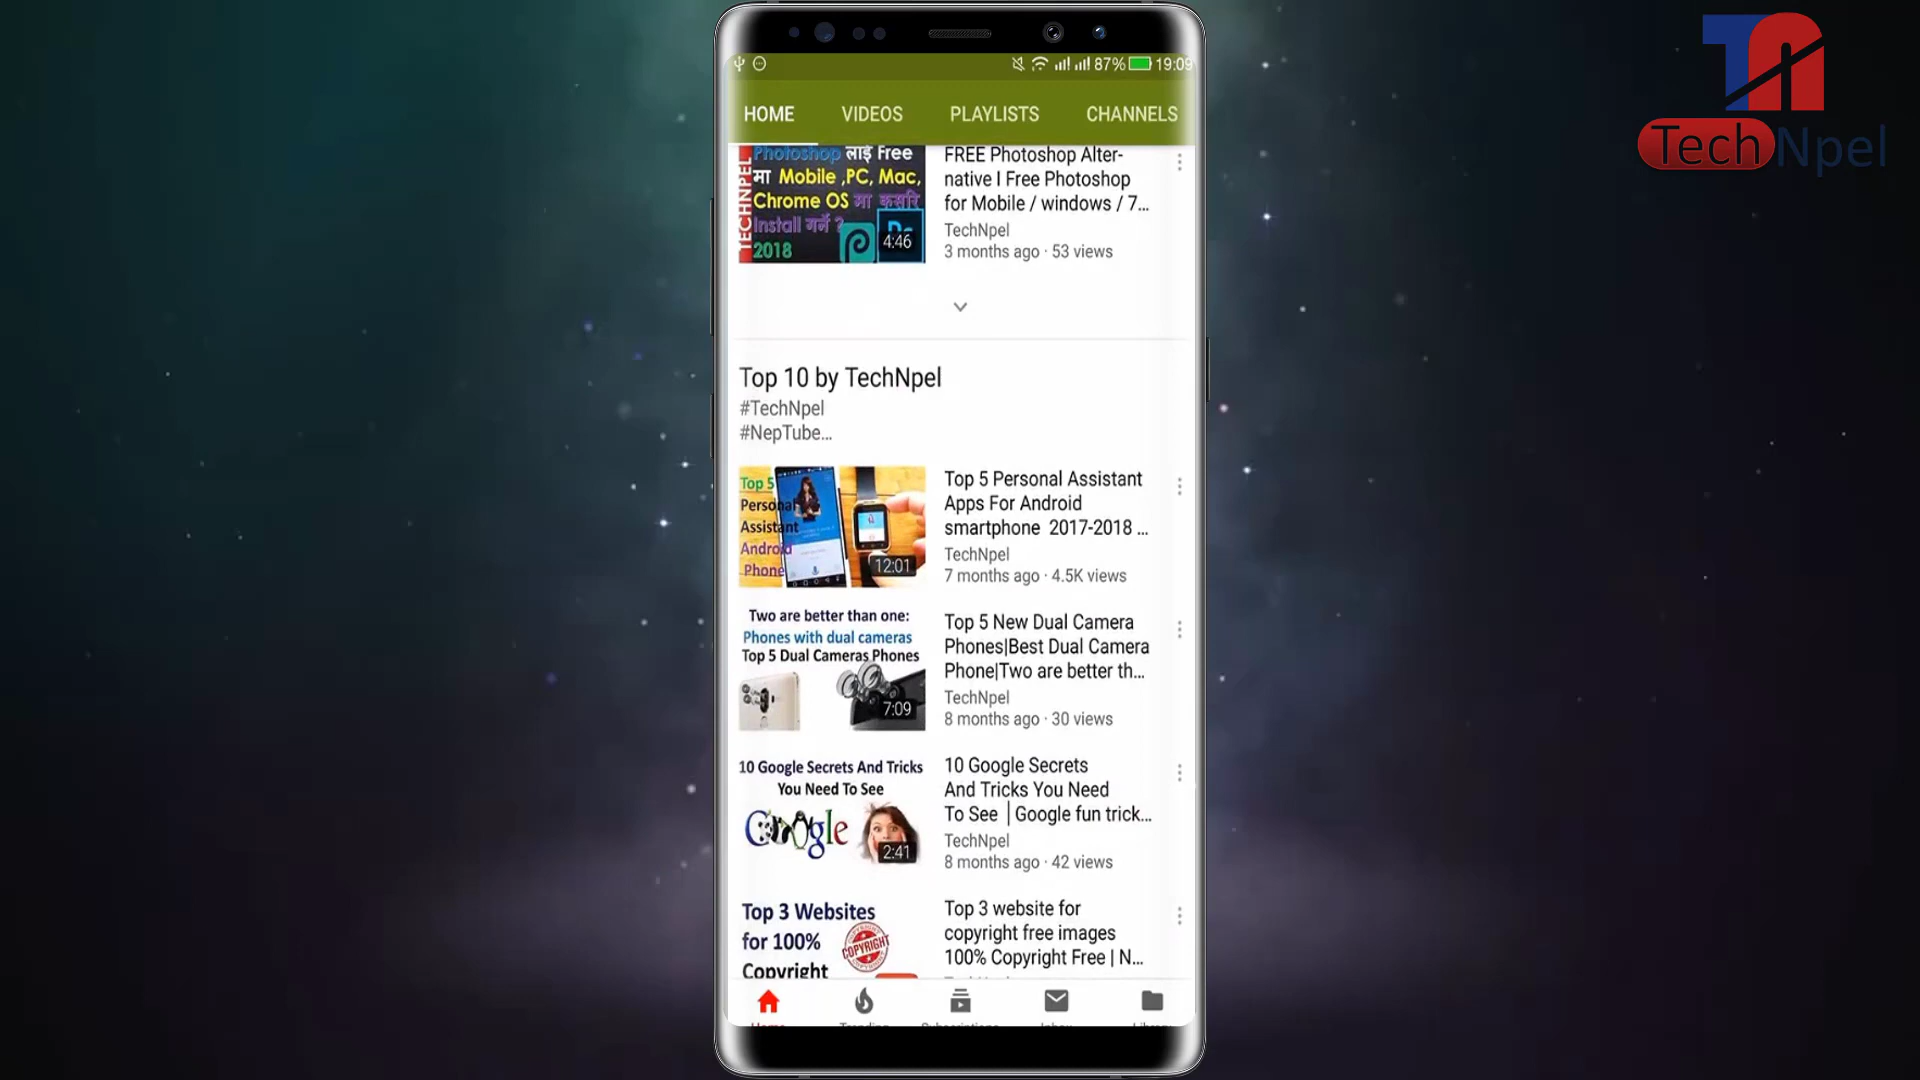 87% 19:09
HOME VIDEOS PLAYLISTS CHANNELS
TECHNPEL
Photoshop लाई Free
मा Mobile ,PC, Mac,
Chrome OS मा कसरि
Install गर्ने ?
2018
4:46
FREE Photoshop Alter-
native I Free Photoshop
for Mobile / windows / 7...
TechNpel
3 months ago · 53 views
Top 10 by TechNpel
#TechNpel
#NepTube...
Top 5
Personal
Assistant
Android
Phone
12:01
Top 5 Personal Assistant
Apps For Android
smartphone 2017-2018 ...
TechNpel
7 months ago · 4.5K views
Two are better than one:
Phones with dual cameras
Top 5 Dual Cameras Phones
7:09
Top 5 New Dual Camera
Phones|Best Dual Camera
Phone|Two are better th...
TechNpel
8 months ago · 30 views
10 Google Secrets And Tricks
You Need To See
Google
2:41
10 Google Secrets
And Tricks You Need
To See │Google fun trick...
TechNpel
8 months ago · 42 views
Top 3 Websites
for 100%
Copyright
COPYRIGHT
Top 3 website for
copyright free images
100% Copyright Free | N...
Tech Npel